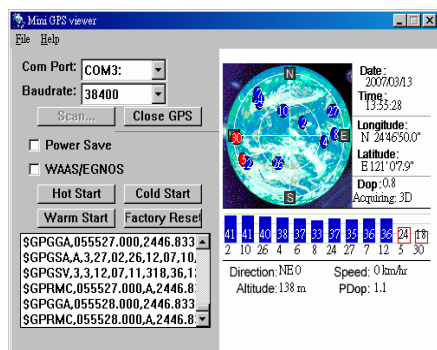 Mini GPS viewer
File Help
Com Port: COM3:
Baudrate: 38400
Scan... Close GPS
Power Save
WAAS/EGNOS
Hot Start Cold Start
Warm Start Factory Reset
$GPGGA,055527.000,2446.833
$GPGSA,A,3,27,02,26,12,07,10,
$GPGSV,3,3,12,07,11,318,36,1
$GPRMC,055527.000,A,2446.8
$GPGGA,055528.000,2446.833
$GPRMC,055528.000,A,2446.8
N
E
S
10
27
2
4
26
Date :
2007/03/13
Time :
13:55:28
Longitude:
N 24'46'50.0"
Latitude:
E 121'07.9"
Dop :0.8
Acquiring: 3D
41 41 40 38 37 33 37 35 36 36 24 18
2 10 26 4 6 8 24 27 7 12 5 30
Direction: NE 0 Speed: 0 km/hr
Altitude: 138 m PDop: 1.1